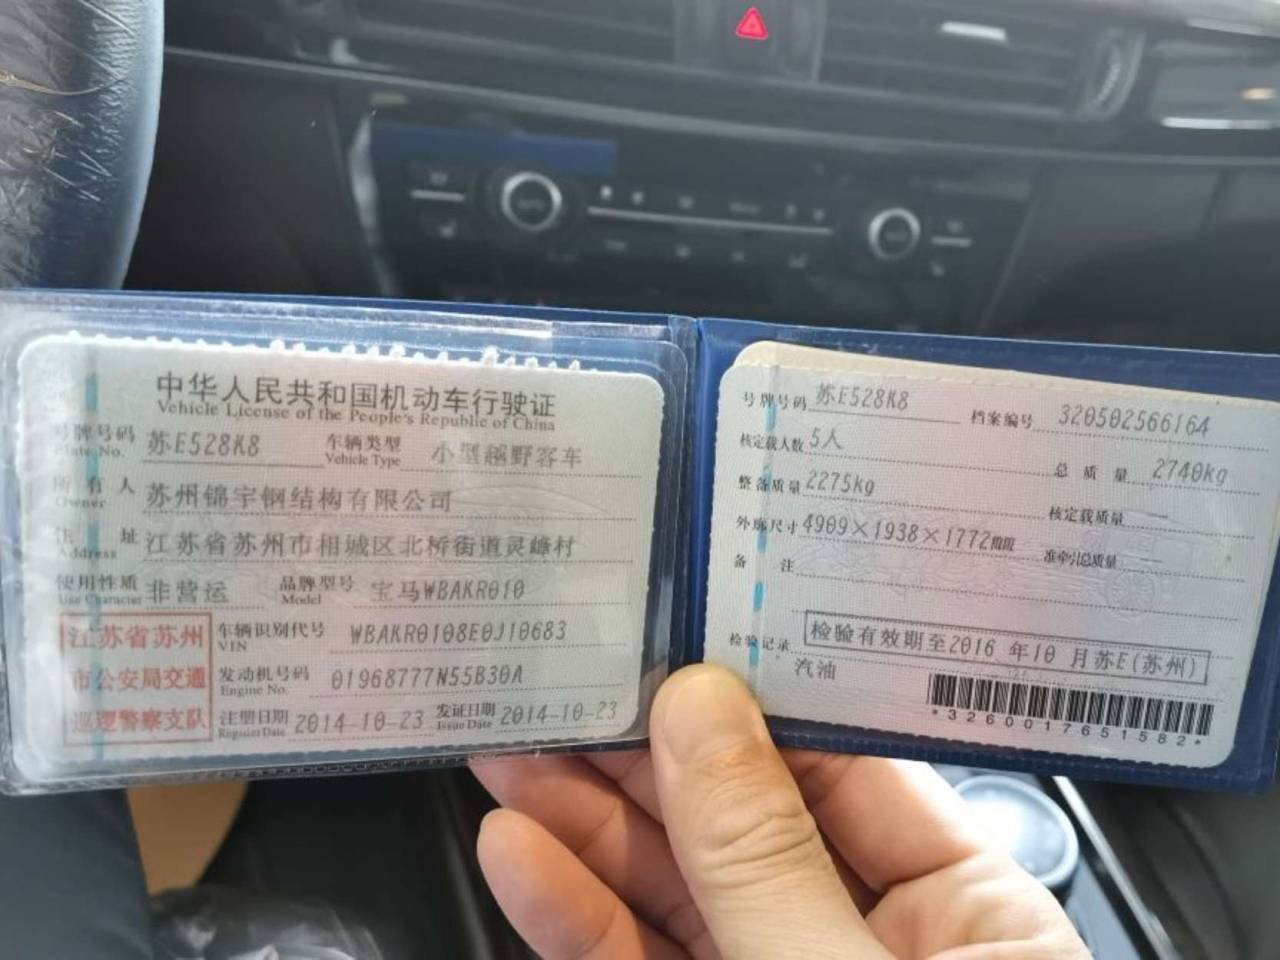 中华人民共和国机动车行驶证
Vehicle License of the People's Republic of China
号牌号码 苏E528K8 车辆类型 小型越野客车
Plate No. Vehicle Type
所有人 苏州锦宇钢结构有限公司
Owner
住址 江苏省苏州市相城区北桥街道灵峰村
Address
使用性质 非营运 品牌型号 宝马WBAKR010
Use Character Model
江苏省苏州
市公安局交通
巡逻警察支队
车辆识别代号 WBAKR0108E0J10683
VIN
发动机号码 01968777N55B30A
Engine No.
注册日期 2014-10-23 发证日期 2014-10-23
Register Date Issue Date
号牌号码 苏E528K8 档案编号 320502566164
核定载人数 5人 总质量 2740kg
整备质量 2275kg 核定载质量 —
外廓尺寸 4909×1938×1772mm 准牵引总质量 —
备注
检验记录 检验有效期至2016年10月苏E(苏州)
汽油
*3260017651582*